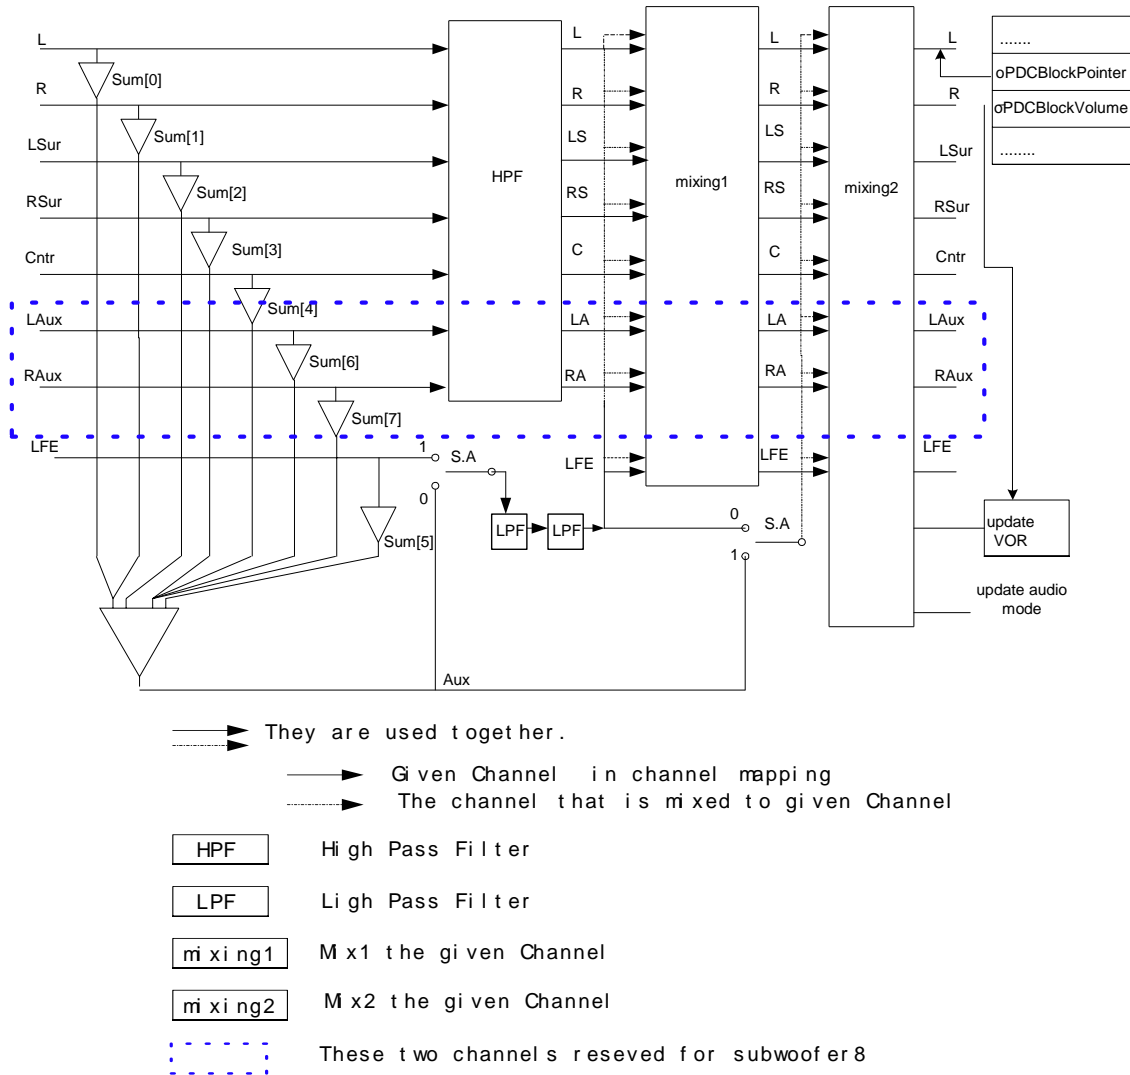 L
Sum[0]
R
Sum[1]
LSur
Sum[2]
RSur
Sum[3]
Cntr
Sum[4]
LAux
Sum[6]
RAux
Sum[7]
LFE
1
S.A
0
Sum[5]
HPF
L
R
LS
RS
C
LA
RA
LFE
LPF
LPF
mixing1
L
R
LS
RS
C
LA
RA
LFE
0
S.A
1
mixing2
L
R
LSur
RSur
Cntr
LAux
RAux
LFE
.......
oPDCBlockPointer
oPDCBlockVolume
........
update
VOR
update audio
mode
Aux
They are used together.
Given Channel in channel mapping
The channel that is mixed to given Channel
HPF High Pass Filter
LPF Ligh Pass Filter
mixing1 Mix1 the given Channel
mixing2 Mix2 the given Channel
These two channels reseved for subwoofer8